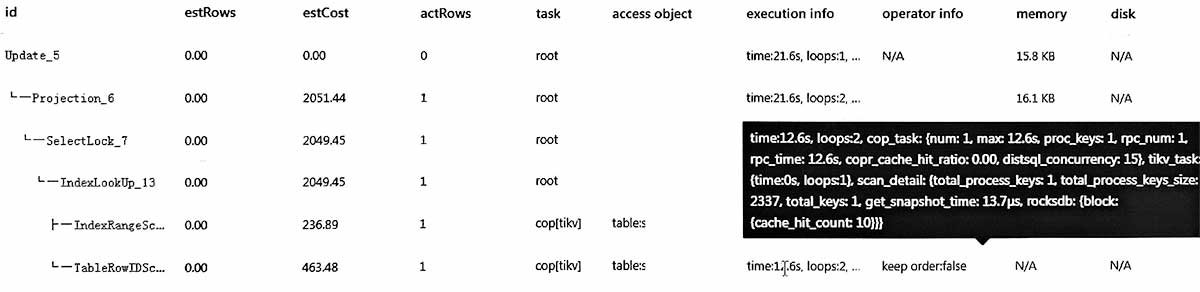 id estRows estCost actRows task access object execution info operator info memory disk
Update_5 0.00 0.00 0 root time:21.6s, loops:1, ... N/A 15.8 KB N/A
└─Projection_6 0.00 2051.44 1 root time:21.6s, loops:2, ... 16.1 KB N/A
└─SelectLock_7 0.00 2049.45 1 root
└─IndexLookUp_13 0.00 2049.45 1 root
├─IndexRangeSc... 0.00 236.89 1 cop[tikv] table:s
└─TableRowIDSc... 0.00 463.48 1 cop[tikv] table:s time:12.6s, loops:2, ... keep order:false N/A N/A
time:12.6s, loops:2, cop_task: {num: 1, max: 12.6s, proc_keys: 1, rpc_num: 1,
rpc_time: 12.6s, copr_cache_hit_ratio: 0.00, distsql_concurrency: 15}, tikv_task:
{time:0s, loops:1}, scan_detail: {total_process_keys: 1, total_process_keys_size:
2337, total_keys: 1, get_snapshot_time: 13.7μs, rocksdb: {block:
{cache_hit_count: 10}}}